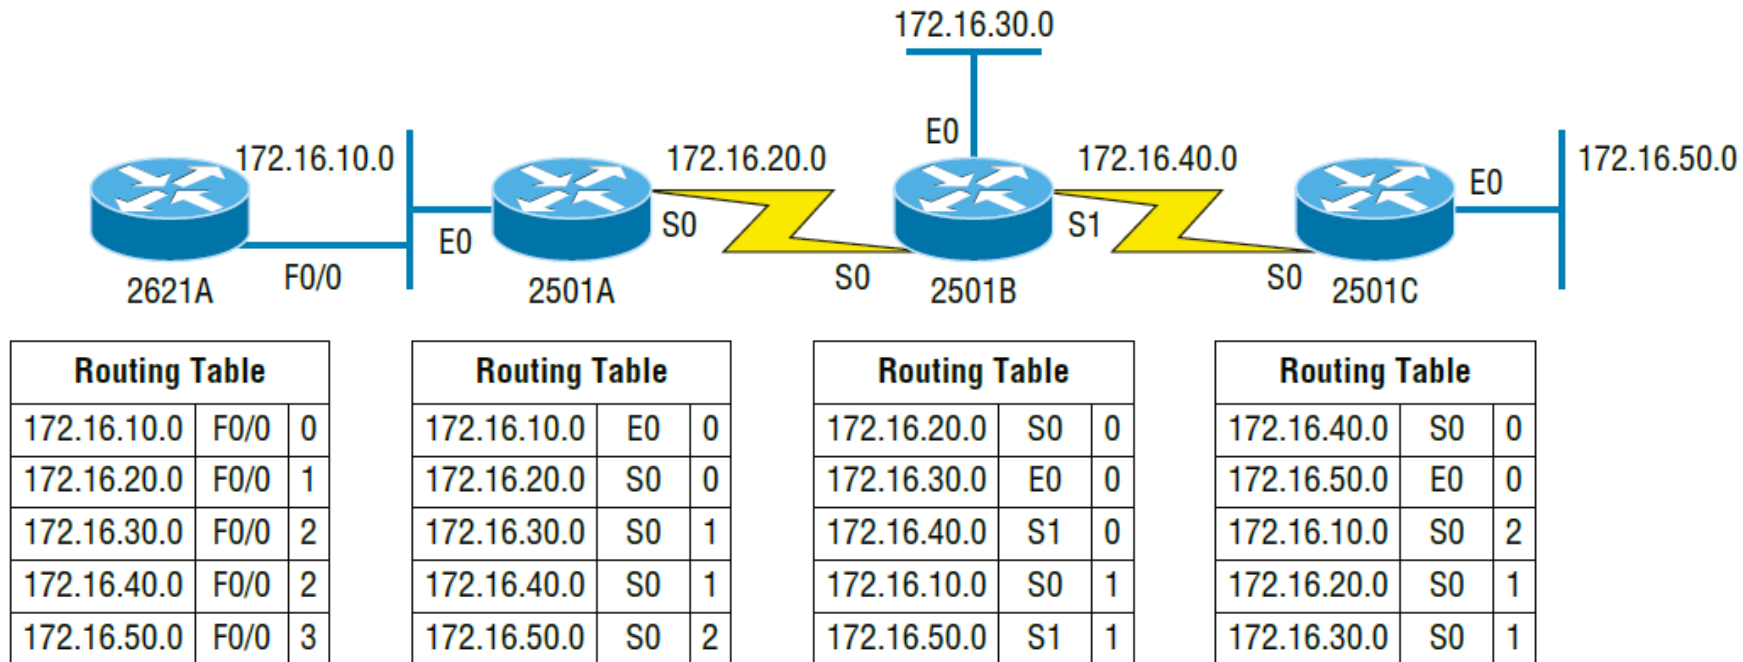 172.16.30.0
E0
172.16.10.0
172.16.20.0
172.16.40.0
172.16.50.0
E0
E0
S0
S1
F0/0
S0
S0
2621A
2501A
2501B
2501C
Routing Table
172.16.10.0 F0/0 0
172.16.20.0 F0/0 1
172.16.30.0 F0/0 2
172.16.40.0 F0/0 2
172.16.50.0 F0/0 3
Routing Table
172.16.10.0 E0 0
172.16.20.0 S0 0
172.16.30.0 S0 1
172.16.40.0 S0 1
172.16.50.0 S0 2
Routing Table
172.16.20.0 S0 0
172.16.30.0 E0 0
172.16.40.0 S1 0
172.16.10.0 S0 1
172.16.50.0 S1 1
Routing Table
172.16.40.0 S0 0
172.16.50.0 E0 0
172.16.10.0 S0 2
172.16.20.0 S0 1
172.16.30.0 S0 1